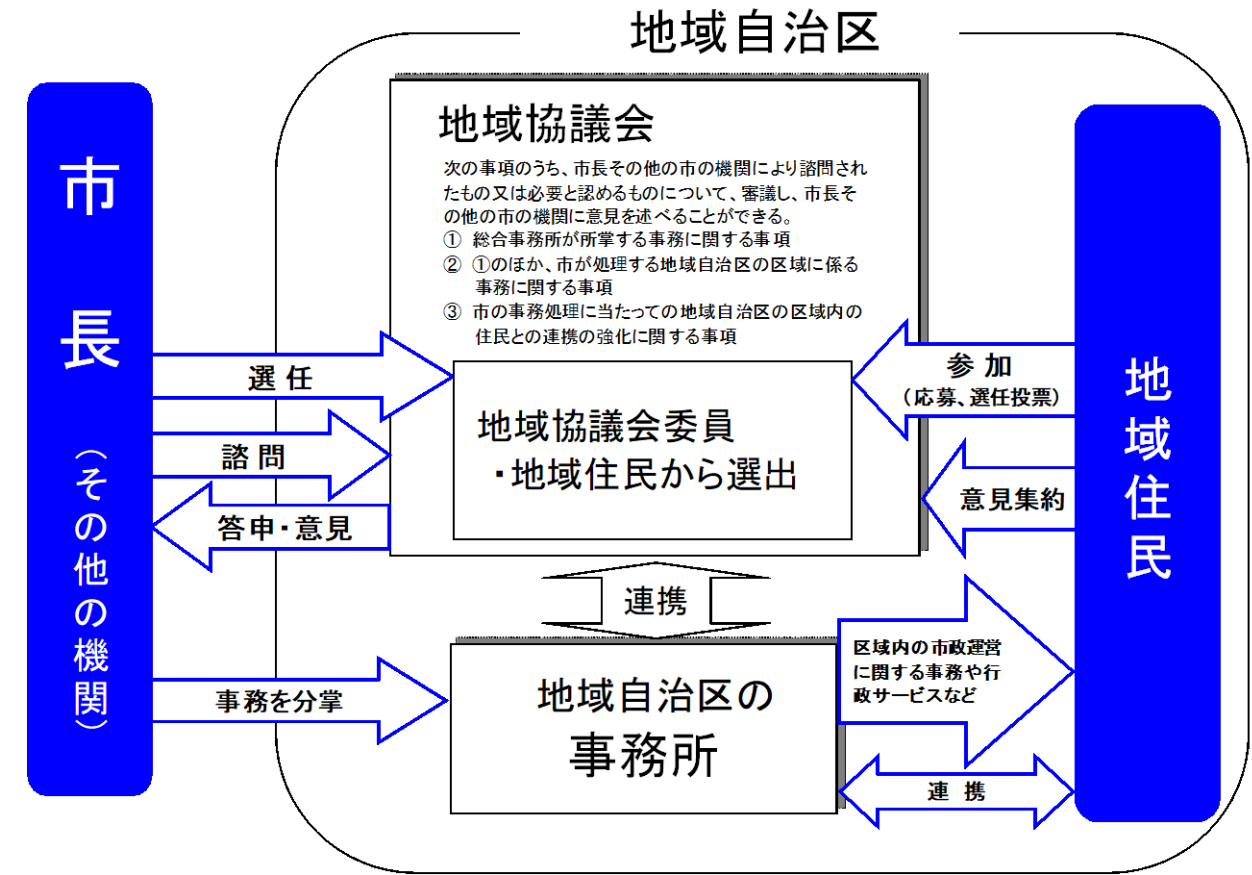 地域自治区
市長
（その他の機関）
地域協議会
次の事項のうち、市長その他の市の機関により諮問され
たもの又は必要と認めるものについて、審議し、市長そ
の他の市の機関に意見を述べることができる。
① 総合事務所が所掌する事務に関する事項
② ①のほか、市が処理する地域自治区の区域に係る
事務に関する事項
③ 市の事務処理に当たっての地域自治区の区域内の
住民との連携の強化に関する事項
選任
諮問
答申・意見
地域協議会委員
・地域住民から選出
参加
（応募、選任投票）
意見集約
地域住民
連携
事務を分掌
地域自治区の
事務所
区域内の市政運営
に関する事務や行
政サービスなど
連携